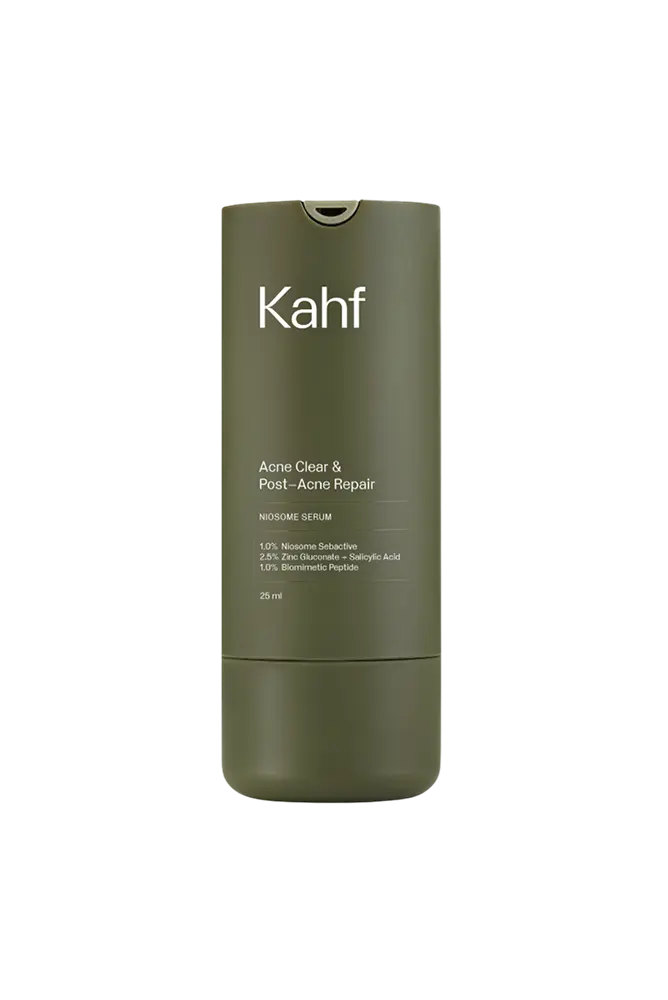 Kahf
Acne Clear &
Post–Acne Repair
NIOSOME SERUM
1.0% Niosome Sebactive
2.5% Zinc Gluconate + Salicylic Acid
1.0% Biomimetic Peptide
25 ml